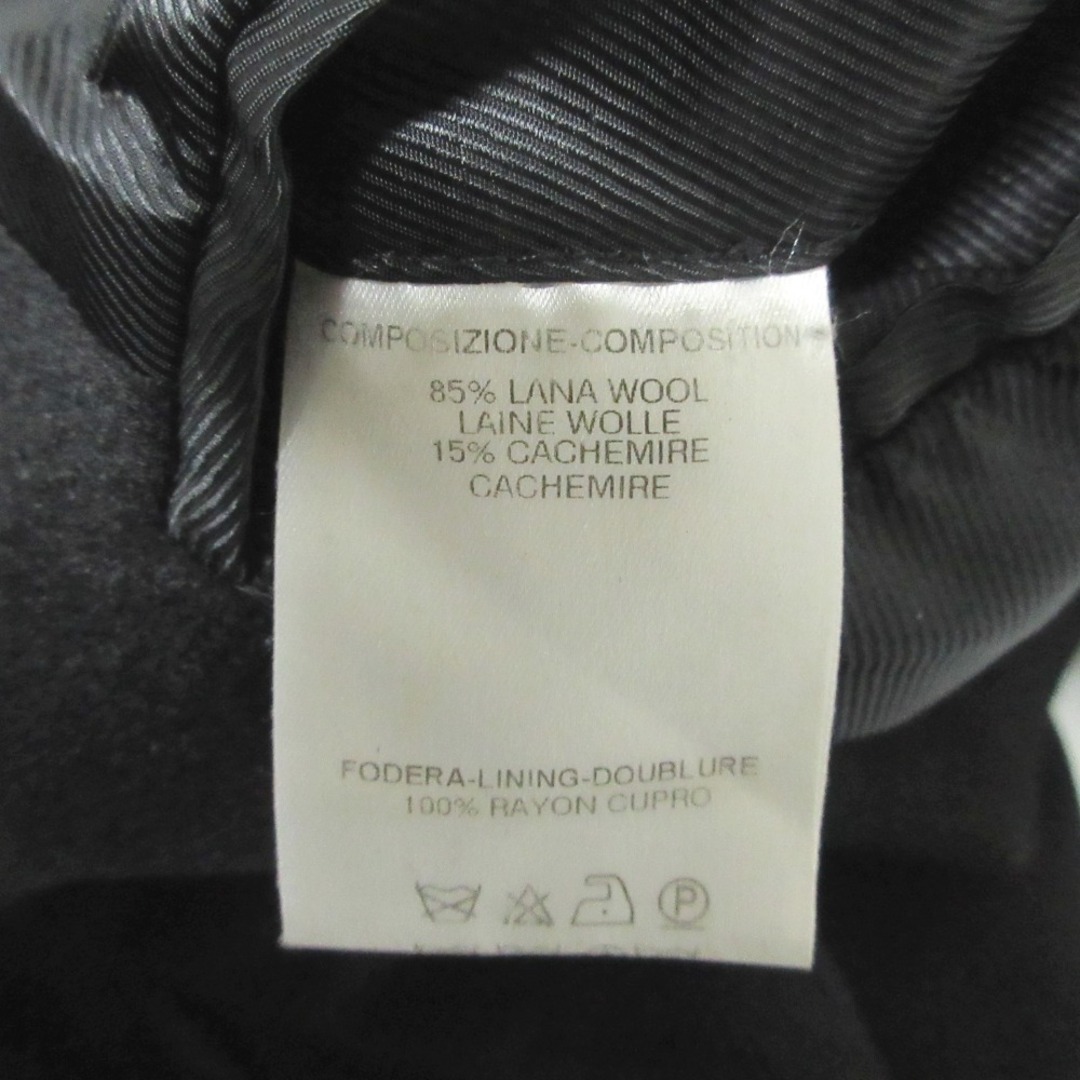 COMPOSIZIONE-COMPOSITION
85% LANA WOOL
LAINE WOLLE
15% CACHEMIRE
CACHEMIRE
FODERA-LINING-DOUBLURE
100% RAYON CUPRO
P